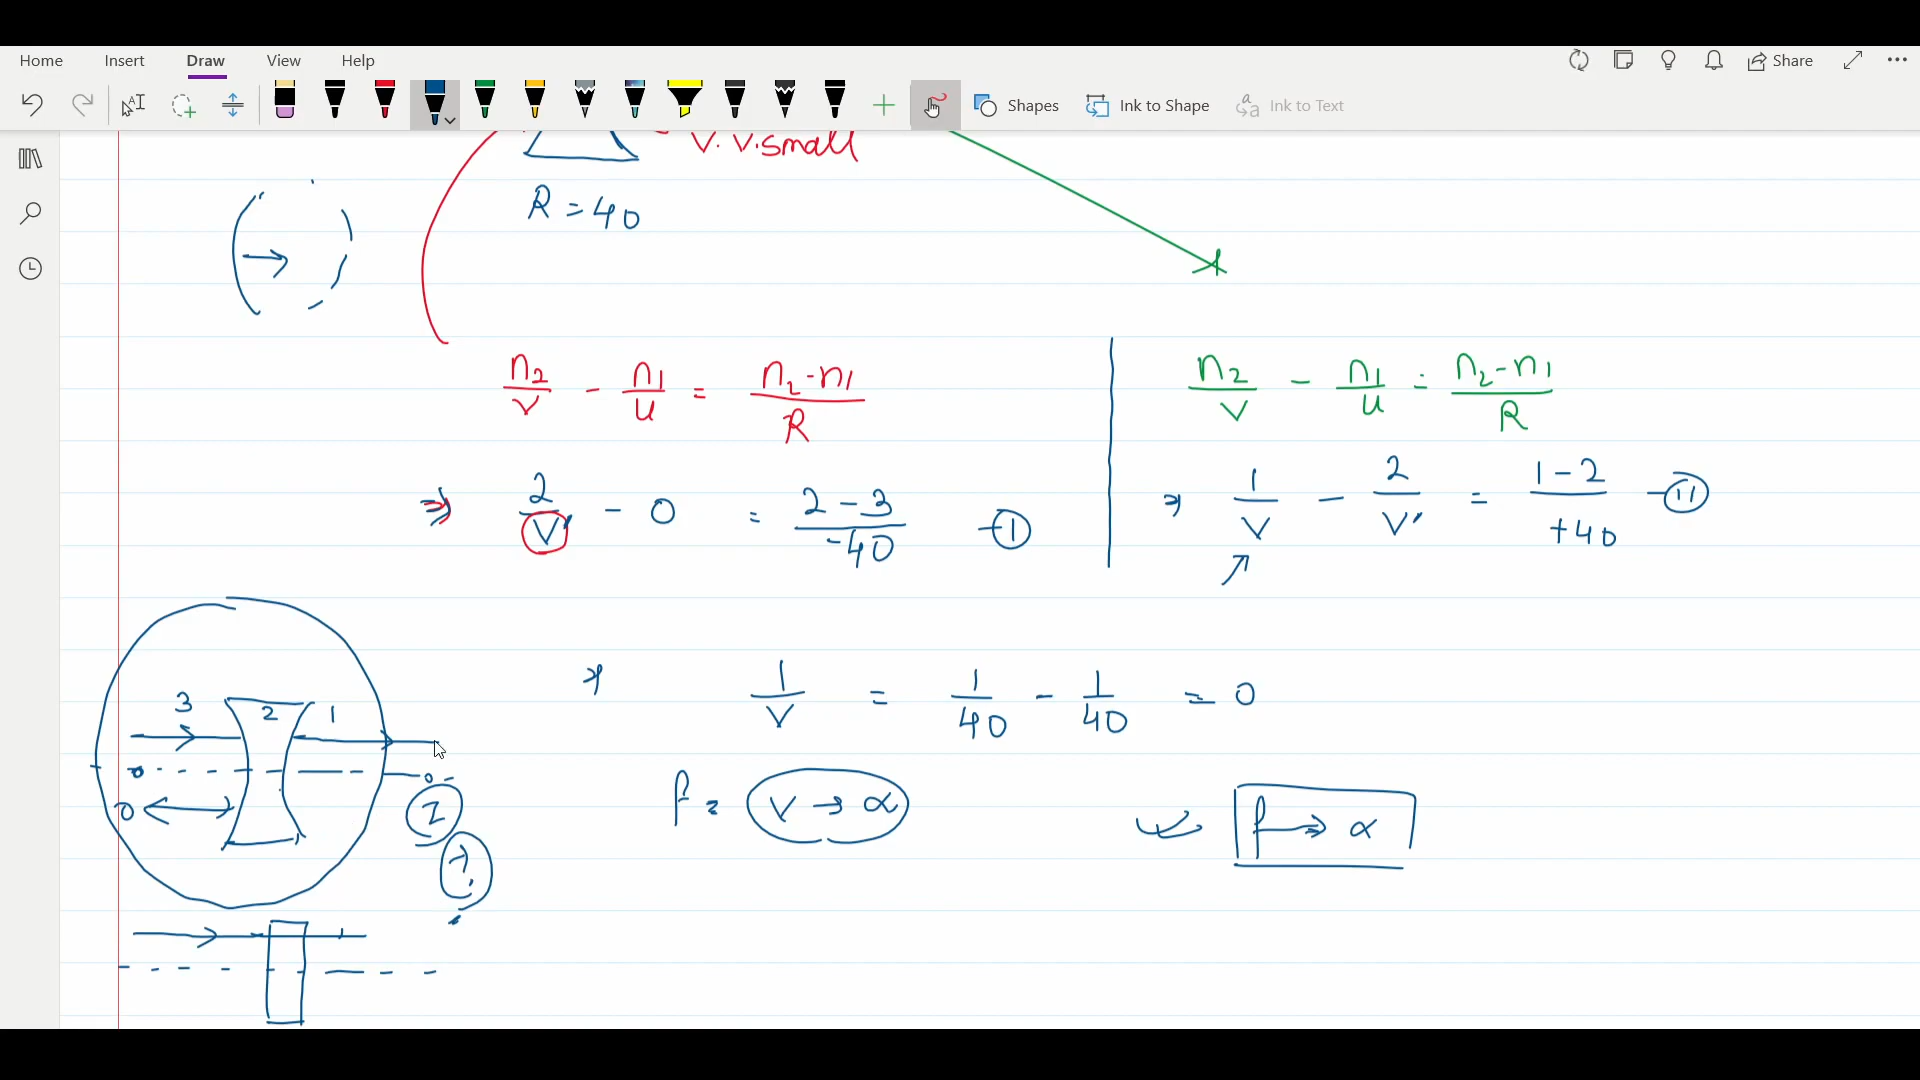 Home Insert Draw View Help
Share
Shapes Ink to Shape Ink to Text
v. v. small
R = 40
n2/v - n1/u = n2-n1/R
n2/v - n1/u = n2-n1/R
⇒ 2/v' - 0 = 2-3/-40 -①
⇒ 1/v - 2/v' = 1-2/+40 -⑪
⇒ 1/v = 1/40 - 1/40 = 0
3 2 1
f = v → α
f → α
O
I
?